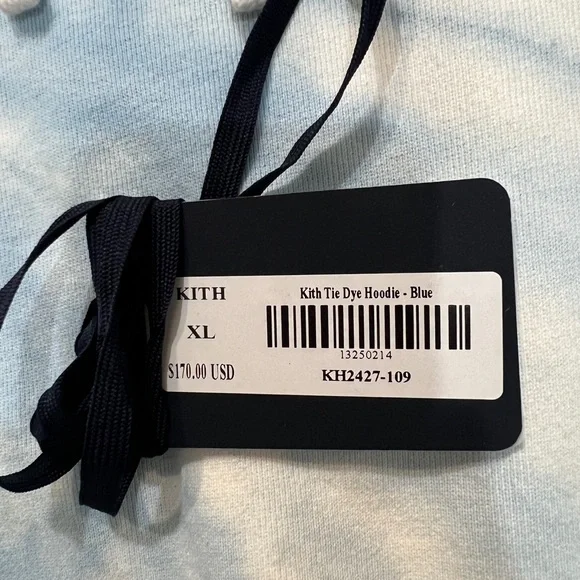 KITH
XL
$170.00 USD
Kith Tie Dye Hoodie - Blue
13250214
KH2427-109